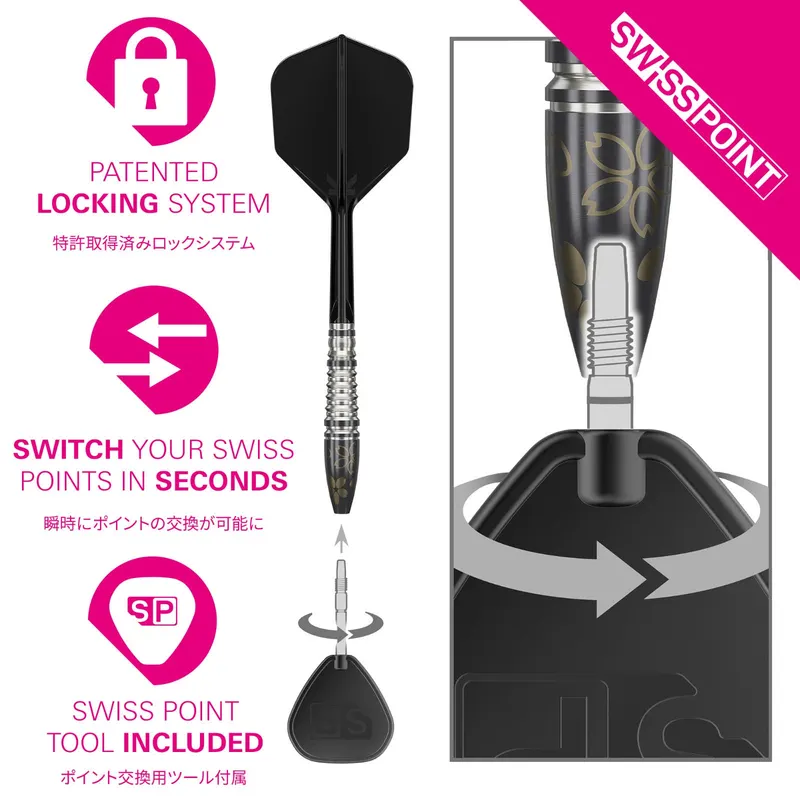 PATENTED
LOCKING SYSTEM
特許取得済みロックシステム
SWITCH YOUR SWISS
POINTS IN SECONDS
瞬時にポイントの交換が可能に
SP
SWISS POINT
TOOL INCLUDED
ポイント交換用ツール付属
SWISSPOINT